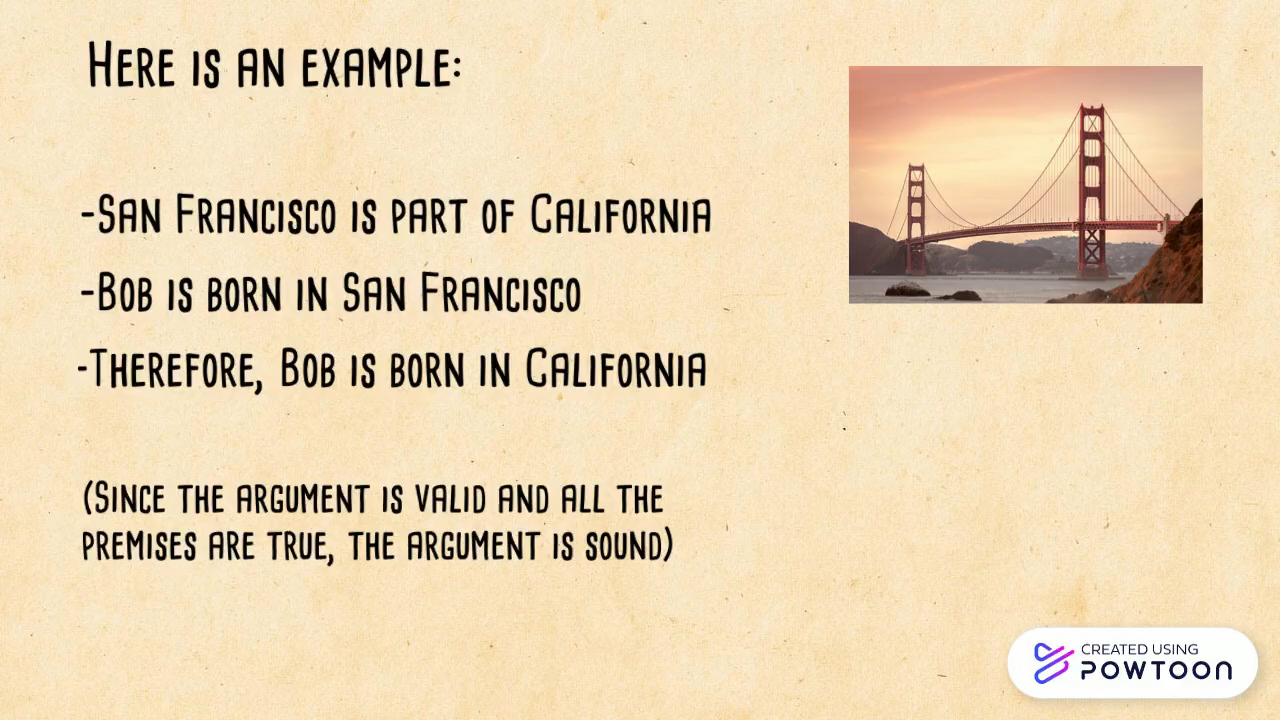 Here is an example:
-San Francisco is part of California
-Bob is born in San Francisco
-Therefore, Bob is born in California
(Since the argument is valid and all the
premises are true, the argument is sound)
CREATED USING
POWTOON